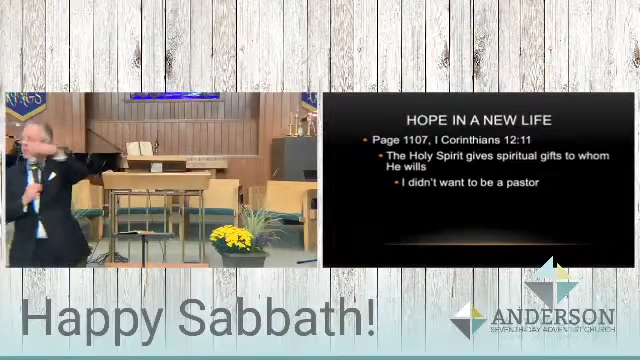 HOPE IN A NEW LIFE
Page 1107, I Corinthians 12:11
The Holy Spirit gives spiritual gifts to whom
He wills
I didn't want to be a pastor
Happy Sabbath!
ANDERSON
SEVENTH-DAY ADVENTIST CHURCH